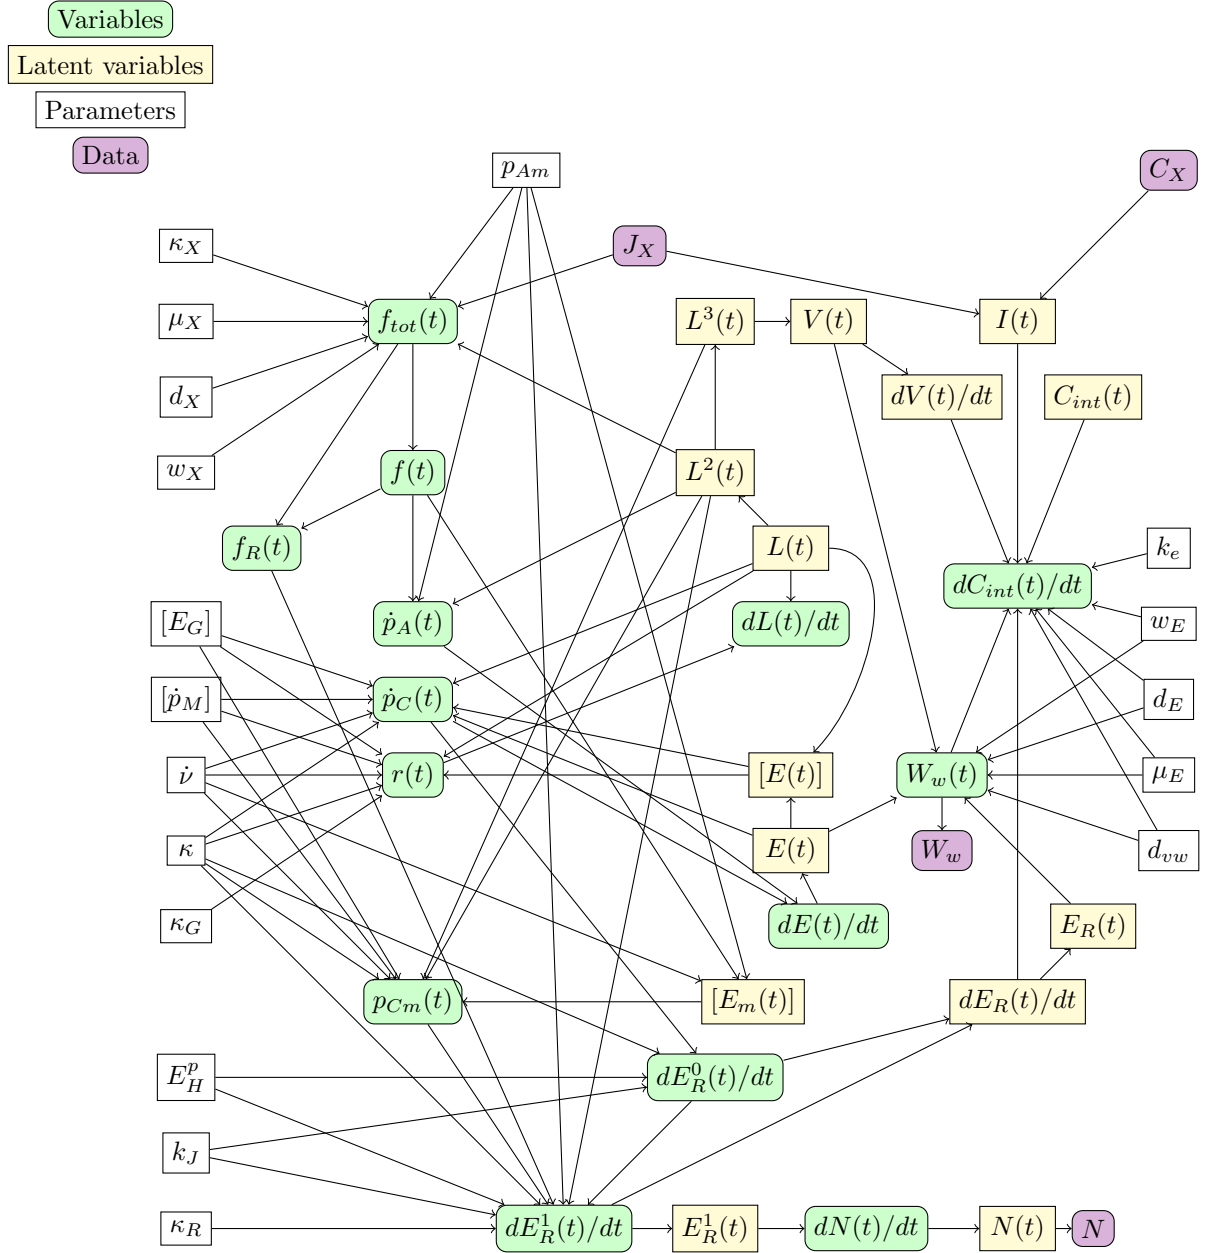 Variables
Latent variables
Parameters
Data
p_{Am}
C_X
κ_X
J_X
μ_X
f_{tot}(t)
L^3(t)
V(t)
I(t)
d_X
dV(t)/dt
C_{int}(t)
w_X
f(t)
L^2(t)
f_R(t)
L(t)
k_e
dC_{int}(t)/dt
[E_G]
ṗ_A(t)
dL(t)/dt
w_E
[ṗ_M]
ṗ_C(t)
d_E
ν̇
r(t)
[E(t)]
W_w(t)
μ_E
κ
E(t)
W_w
d_{vw}
κ_G
dE(t)/dt
E_R(t)
p_{Cm}(t)
[E_m(t)]
dE_R(t)/dt
E_H^p
dE_R^0(t)/dt
k_J
κ_R
dE_R^1(t)/dt
E_R^1(t)
dN(t)/dt
N(t)
N